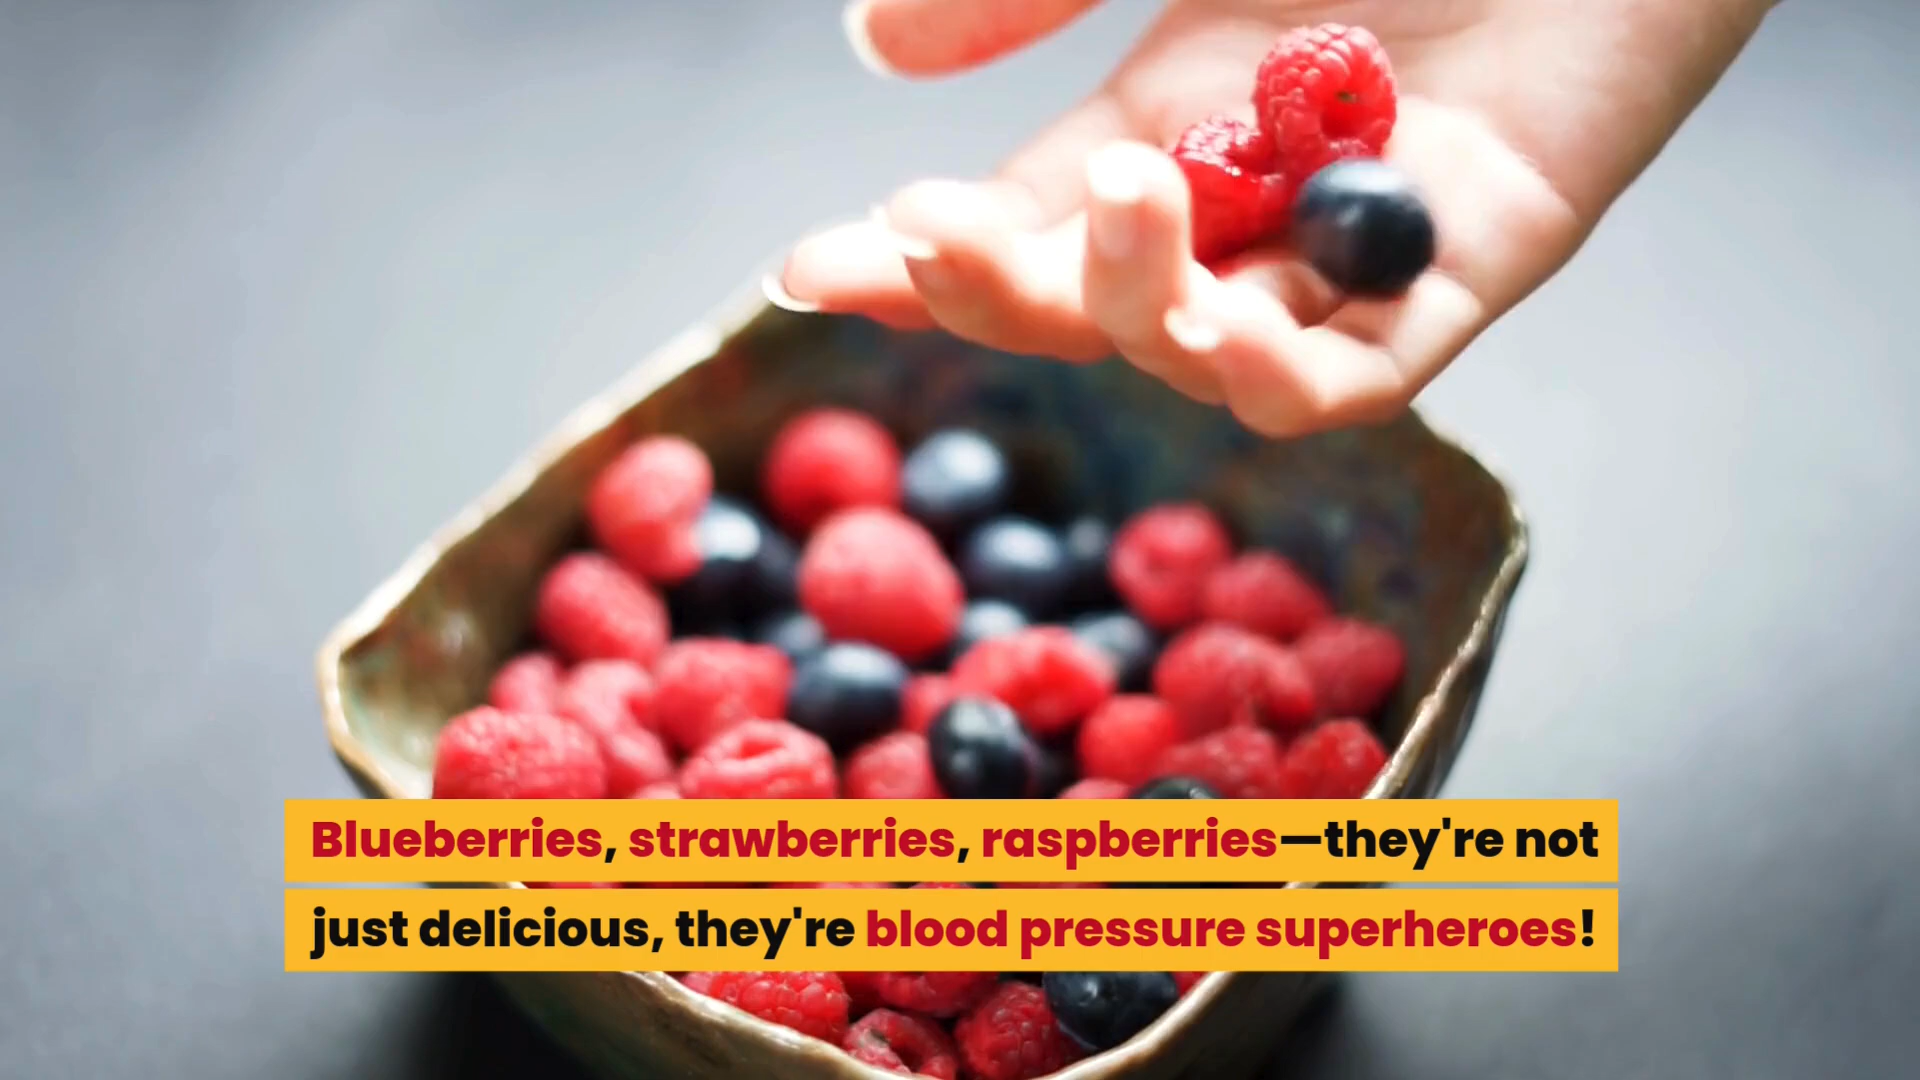 Blueberries, strawberries, raspberries—they're not
just delicious, they're blood pressure superheroes!